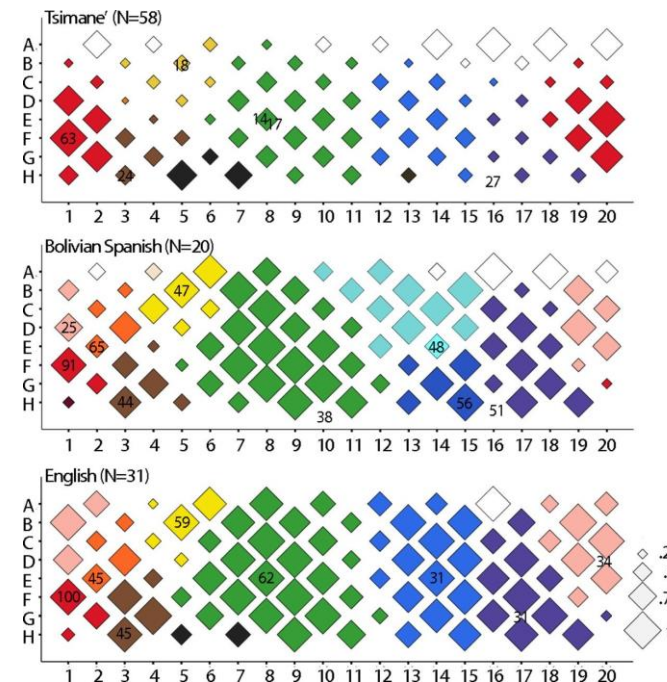 Tsimane' (N=58)
A
B 18
C
D
E 14 17
F 63
G
H 24 27
1 2 3 4 5 6 7 8 9 10 11 12 13 14 15 16 17 18 19 20
Bolivian Spanish (N=20)
A
B 47
C
D 25
E 65 48
F 91
G
H 44 38 56 51
1 2 3 4 5 6 7 8 9 10 11 12 13 14 15 16 17 18 19 20
English (N=31)
A
B 59
C
D 34
E 45 62 31
F 100
G 31
H 45
1 2 3 4 5 6 7 8 9 10 11 12 13 14 15 16 17 18 19 20